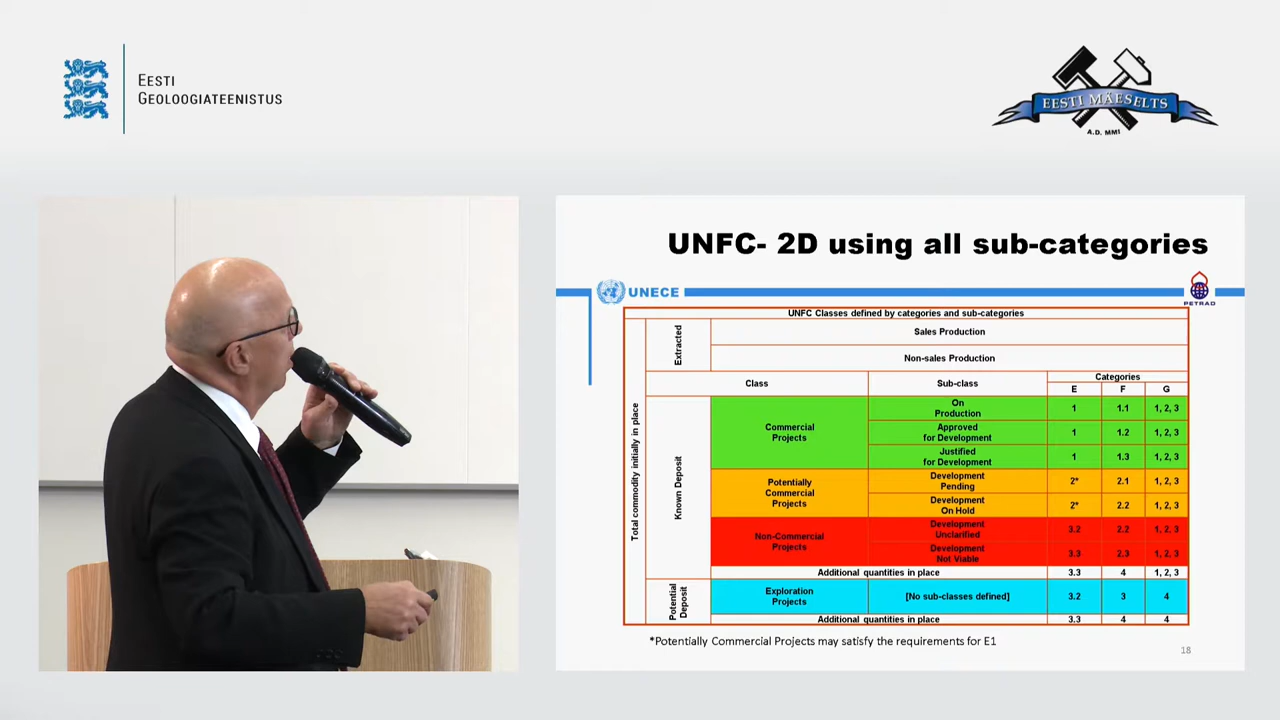 EESTI
GEOLOOGIATEENISTUS
EESTI MÄESELTS
A.D. MMI
UNFC- 2D using all sub-categories
UNECE
PETRAD
UNFC Classes defined by categories and sub-categories
Total commodity initially in place
Extracted
Sales Production
Non-sales Production
Class
Sub-class
Categories
E F G
Known Deposit
Commercial
Projects
On
Production
1 1.1 1, 2, 3
Approved
for Development
1 1.2 1, 2, 3
Justified
for Development
1 1.3 1, 2, 3
Potentially
Commercial
Projects
Development
Pending
2* 2.1 1, 2, 3
Development
On Hold
2* 2.2 1, 2, 3
Non-Commercial
Projects
Development
Unclarified
3.2 2.2 1, 2, 3
Development
Not Viable
3.3 2.3 1, 2, 3
Additional quantities in place 3.3 4 1, 2, 3
Potential
Deposit
Exploration
Projects
[No sub-classes defined] 3.2 3 4
Additional quantities in place 3.3 4 4
*Potentially Commercial Projects may satisfy the requirements for E1
18